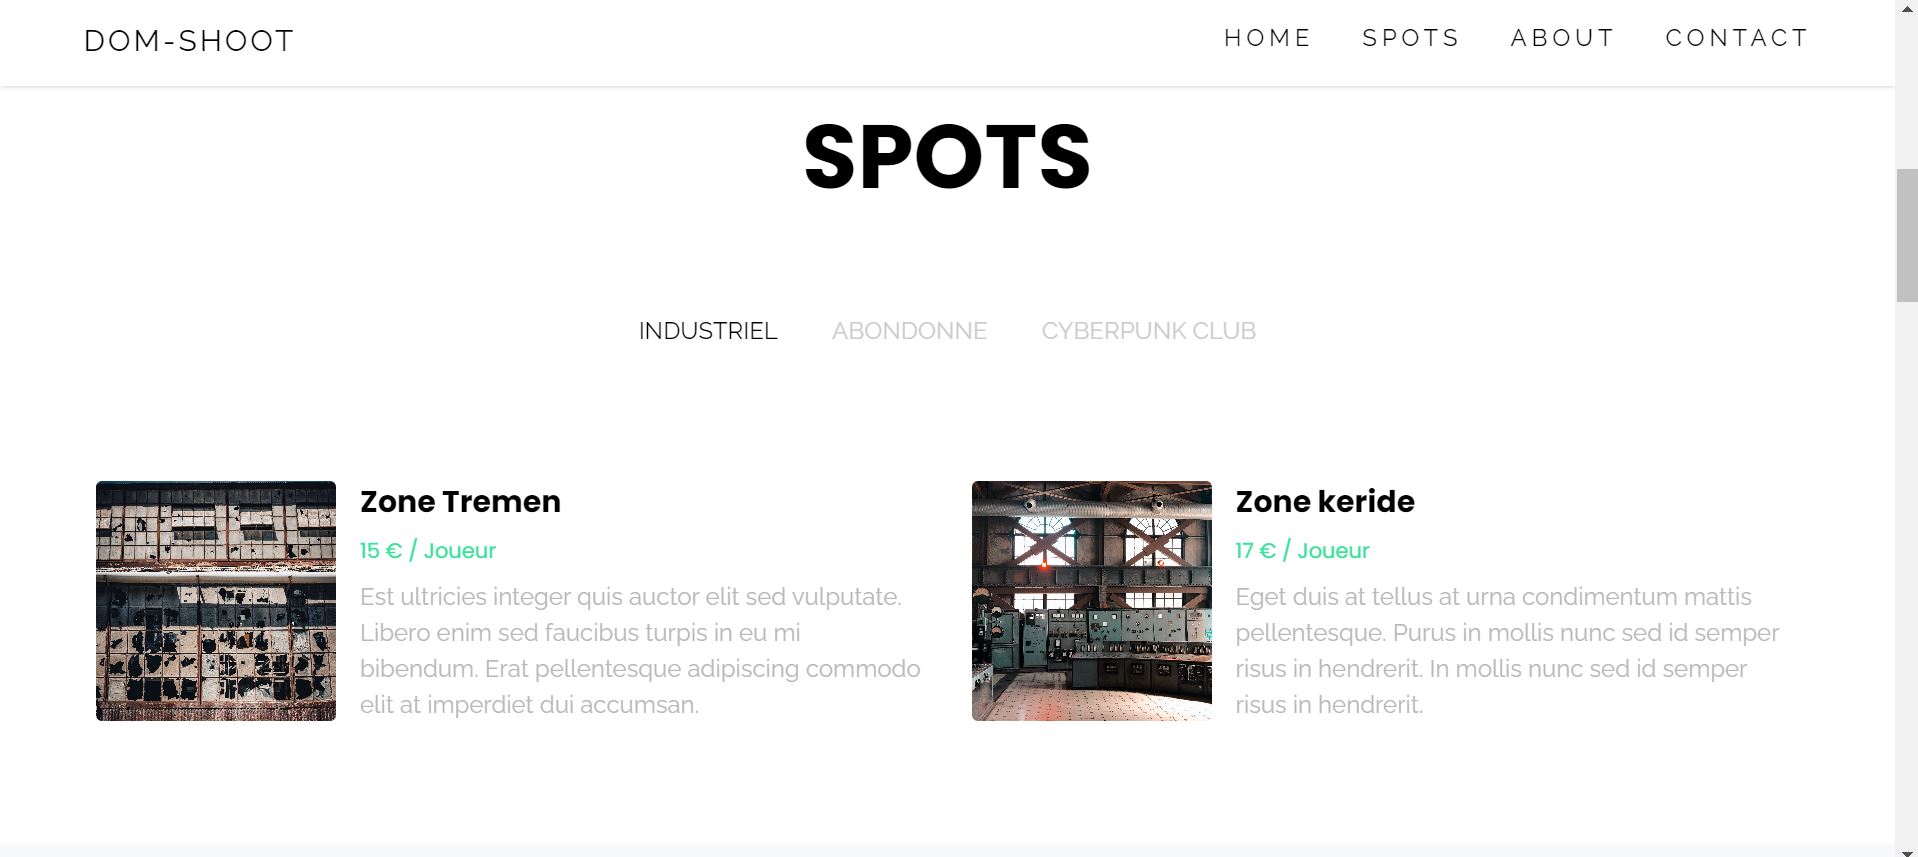 DOM-SHOOT
HOME SPOTS ABOUT CONTACT
SPOTS
INDUSTRIEL ABONDONNE CYBERPUNK CLUB
Zone Tremen
15 € / Joueur
Est ultricies integer quis auctor elit sed vulputate.
Libero enim sed faucibus turpis in eu mi
bibendum. Erat pellentesque adipiscing commodo
elit at imperdiet dui accumsan.
Zone keride
17 € / Joueur
Eget duis at tellus at urna condimentum mattis
pellentesque. Purus in mollis nunc sed id semper
risus in hendrerit. In mollis nunc sed id semper
risus in hendrerit.